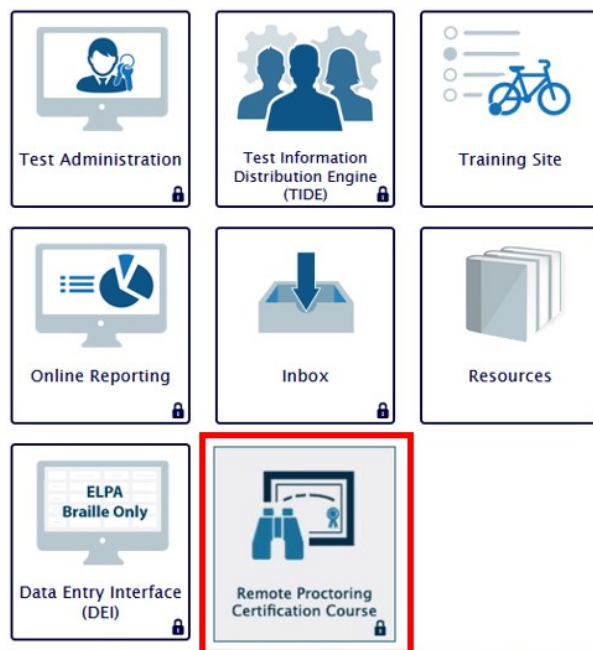 Test Administration
Test Information
Distribution Engine
(TIDE)
Training Site
Online Reporting
Inbox
Resources
ELPA
Braille Only
Data Entry Interface
(DEI)
Remote Proctoring
Certification Course